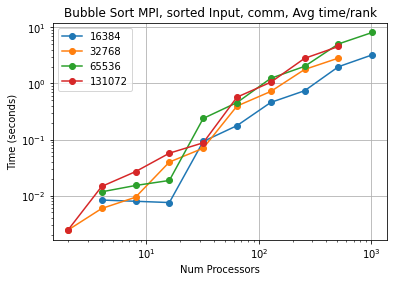 Bubble Sort MPI, sorted Input, comm, Avg time/rank
16384
32768
65536
131072
10¹
10⁰
10⁻¹
10⁻²
Time (seconds)
10¹ 10² 10³
Num Processors